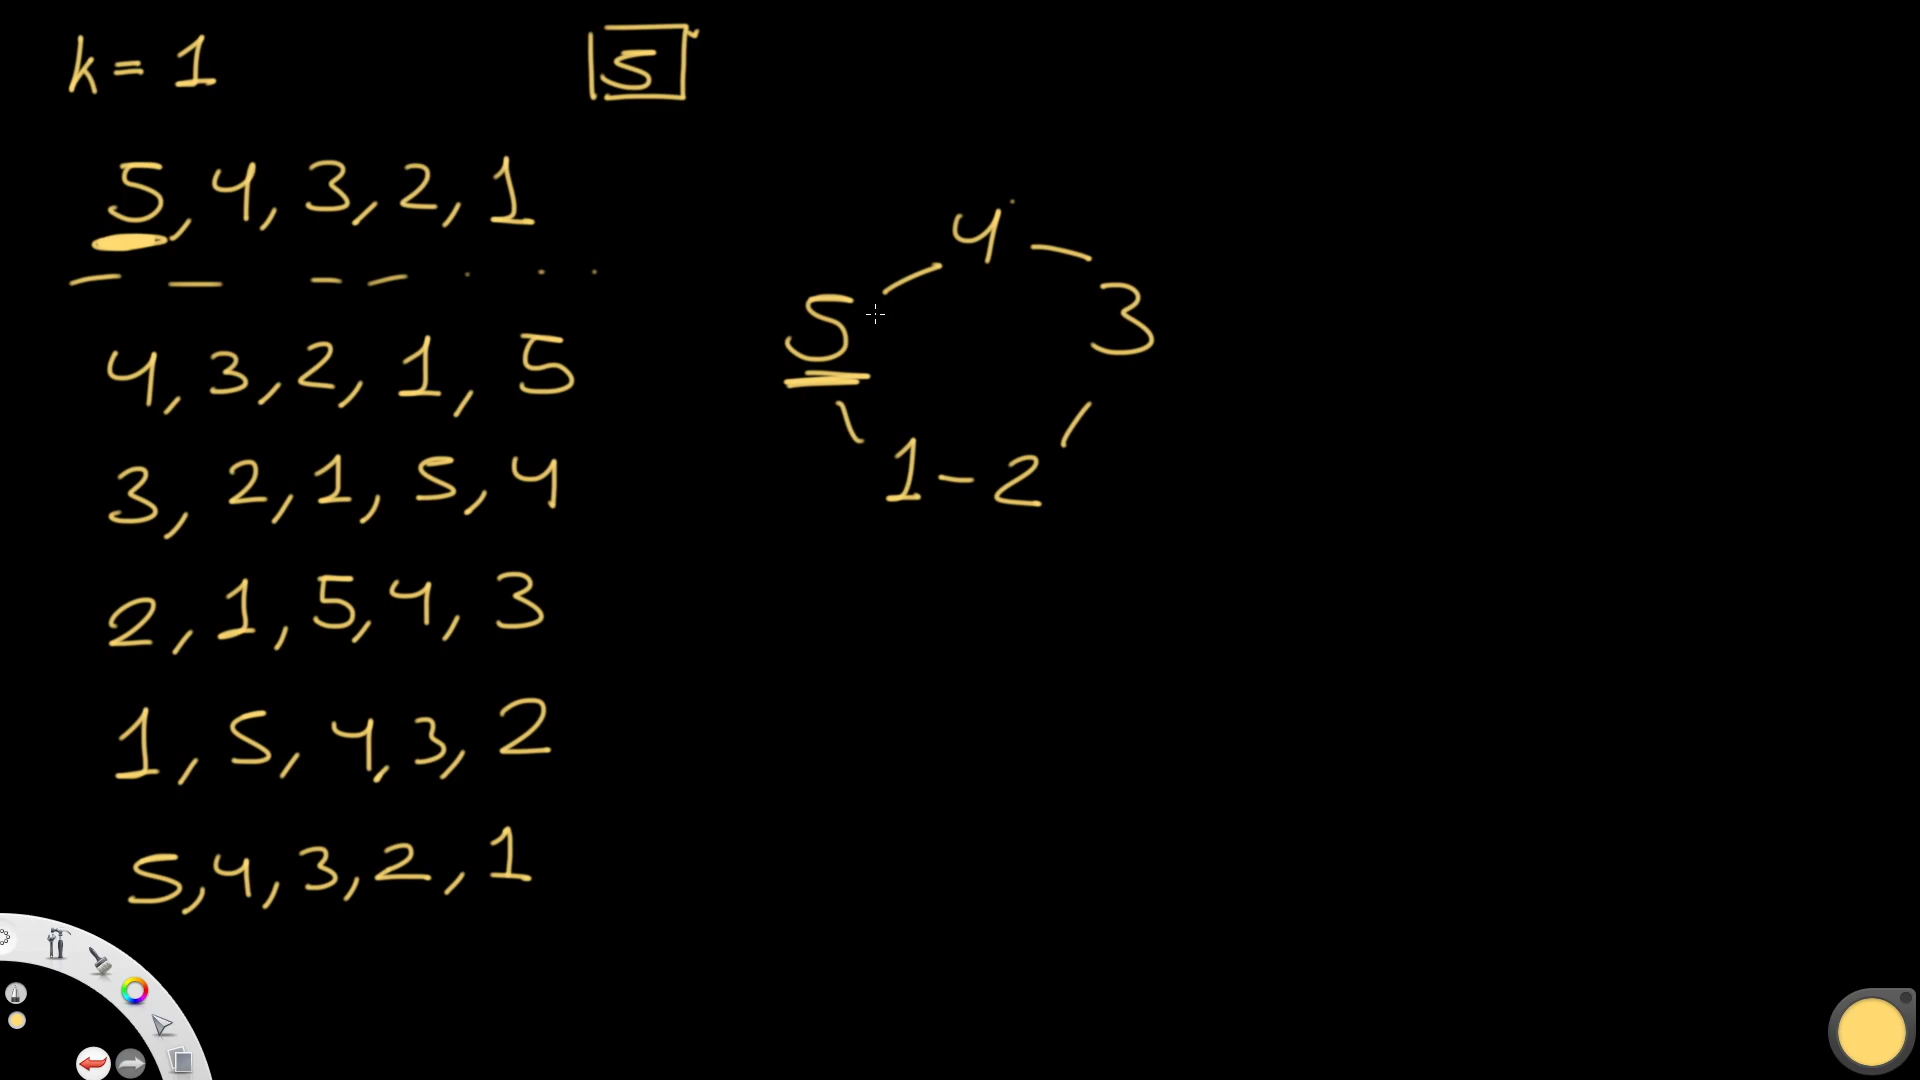 k = 1
5
5, 4, 3, 2, 1
4, 3, 2, 1, 5
3, 2, 1, 5, 4
2, 1, 5, 4, 3
1, 5, 4, 3, 2
5, 4, 3, 2, 1
4
5
3
1 - 2